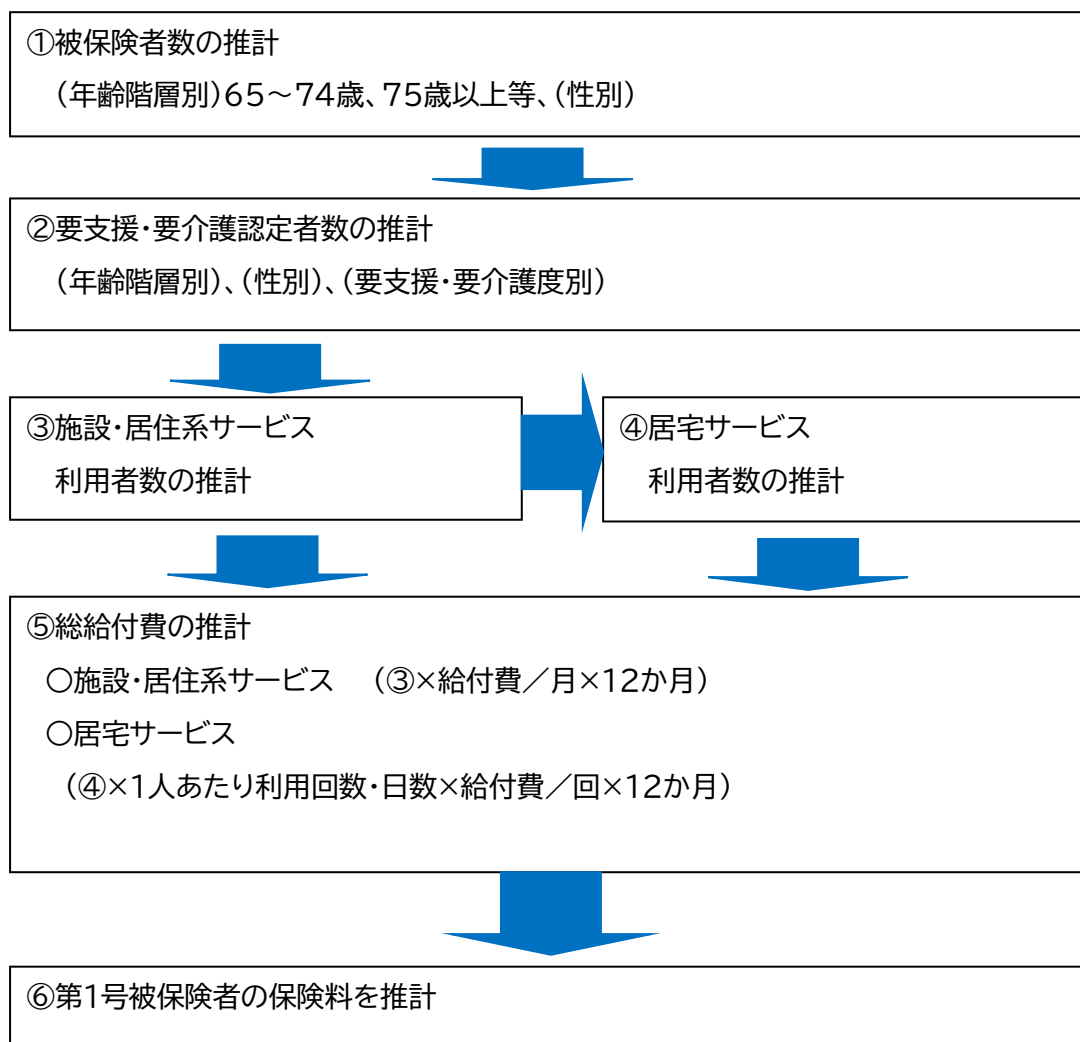 ①被保険者数の推計
（年齢階層別）65～74歳、75歳以上等、（性別）
②要支援・要介護認定者数の推計
（年齢階層別）、（性別）、（要支援・要介護度別）
③施設・居住系サービス
利用者数の推計
④居宅サービス
利用者数の推計
⑤総給付費の推計
○施設・居住系サービス　（③×給付費／月×12か月）
○居宅サービス
（④×1人あたり利用回数・日数×給付費／回×12か月）
⑥第1号被保険者の保険料を推計